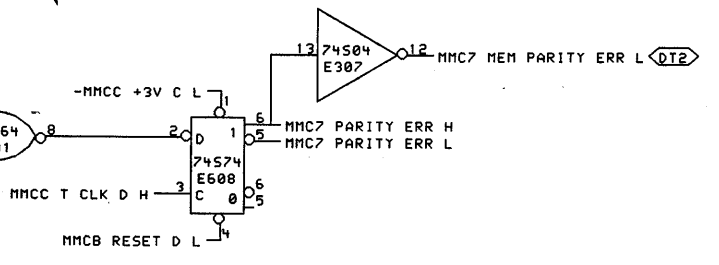 13 74S04 12 MMC7 MEM PARITY ERR L DT2
E307
-MMCC +3V C L 1
64 8 2 D 1 6 MMC7 PARITY ERR H
5 MMC7 PARITY ERR L
74S74
E608
MMCC T CLK D H 3 C 6
0 5
MMCB RESET D L 4